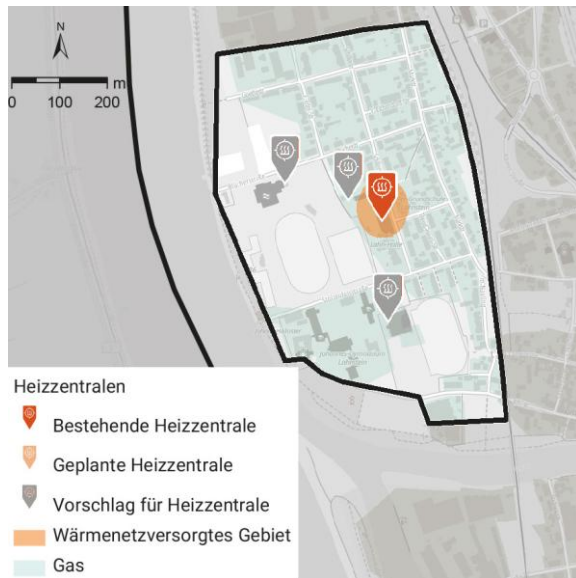 N
m
0 100 200
Heizzentralen
Bestehende Heizzentrale
Geplante Heizzentrale
Vorschlag für Heizzentrale
Wärmenetzversorgtes Gebiet
Gas